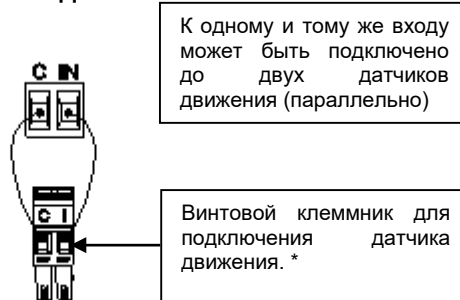 К одному и тому же входу
может быть подключено
до двух датчиков
движения (параллельно)
C IN
C I
Винтовой клеммник для
подключения датчика
движения. *